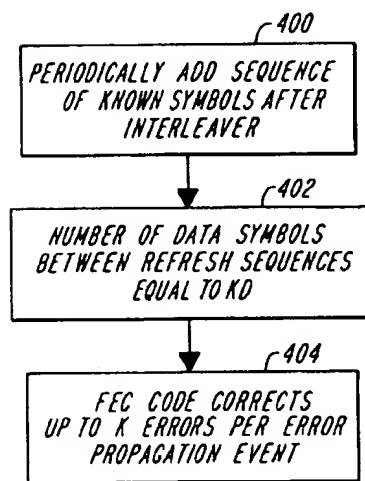 400
PERIODICALLY ADD SEQUENCE
OF KNOWN SYMBOLS AFTER
INTERLEAVER
402
NUMBER OF DATA SYMBOLS
BETWEEN REFRESH SEQUENCES
EQUAL TO KD
404
FEC CODE CORRECTS
UP TO K ERRORS PER ERROR
PROPAGATION EVENT